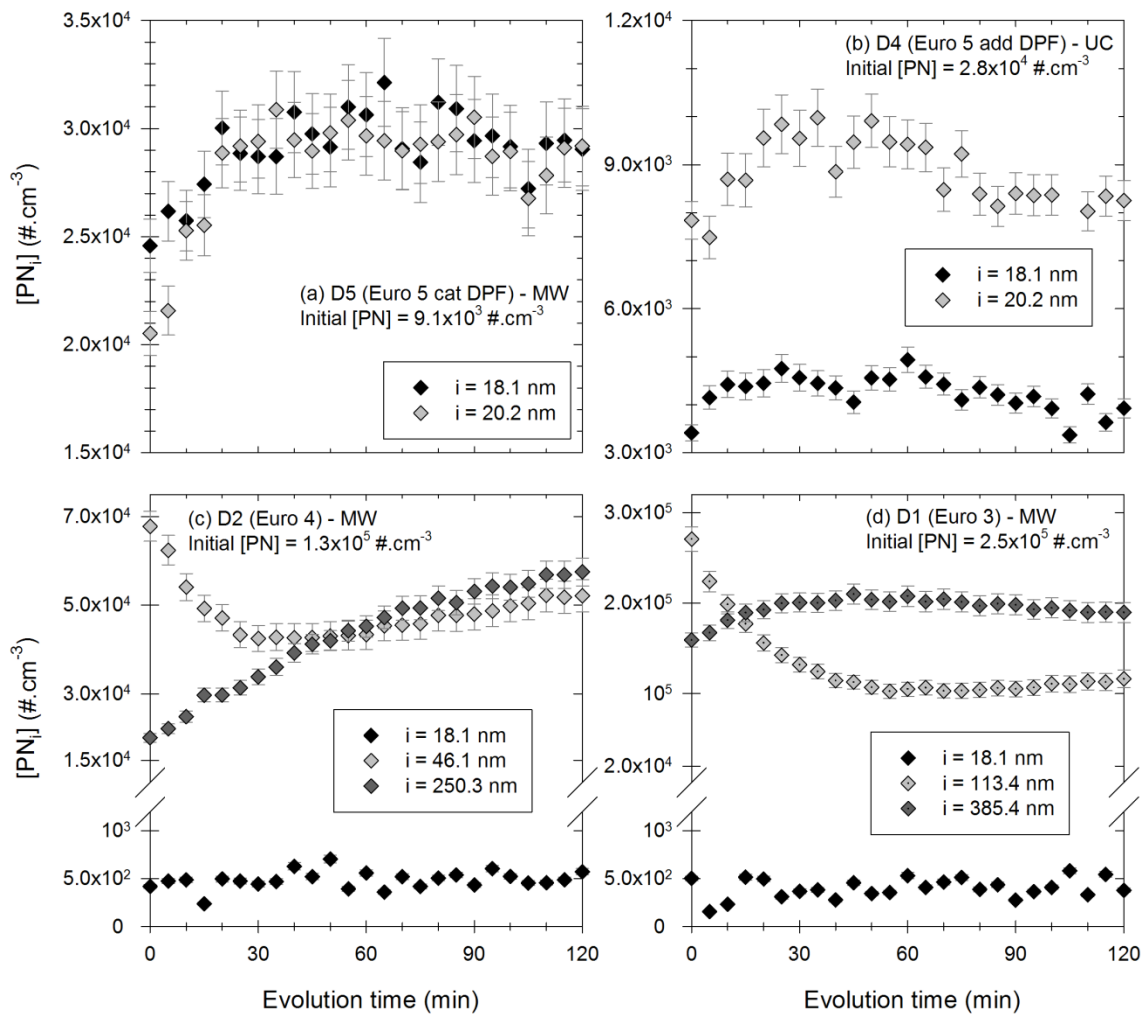 3.5x10⁴
3.0x10⁴
2.5x10⁴
2.0x10⁴
1.5x10⁴
[PNᵢ] (#.cm⁻³)
(a) D5 (Euro 5 cat DPF) - MW
Initial [PN] = 9.1x10³ #.cm⁻³
i = 18.1 nm
i = 20.2 nm
1.2x10⁴
9.0x10³
6.0x10³
3.0x10³
(b) D4 (Euro 5 add DPF) - UC
Initial [PN] = 2.8x10⁴ #.cm⁻³
i = 18.1 nm
i = 20.2 nm
7.0x10⁴
5.0x10⁴
3.0x10⁴
1.5x10⁴
10³
5.0x10²
0
[PNᵢ] (#.cm⁻³)
(c) D2 (Euro 4) - MW
Initial [PN] = 1.3x10⁵ #.cm⁻³
i = 18.1 nm
i = 46.1 nm
i = 250.3 nm
0 30 60 90 120
Evolution time (min)
3.0x10⁵
2.0x10⁵
10⁵
2.0x10⁴
10³
5.0x10²
0
(d) D1 (Euro 3) - MW
Initial [PN] = 2.5x10⁵ #.cm⁻³
i = 18.1 nm
i = 113.4 nm
i = 385.4 nm
0 30 60 90 120
Evolution time (min)